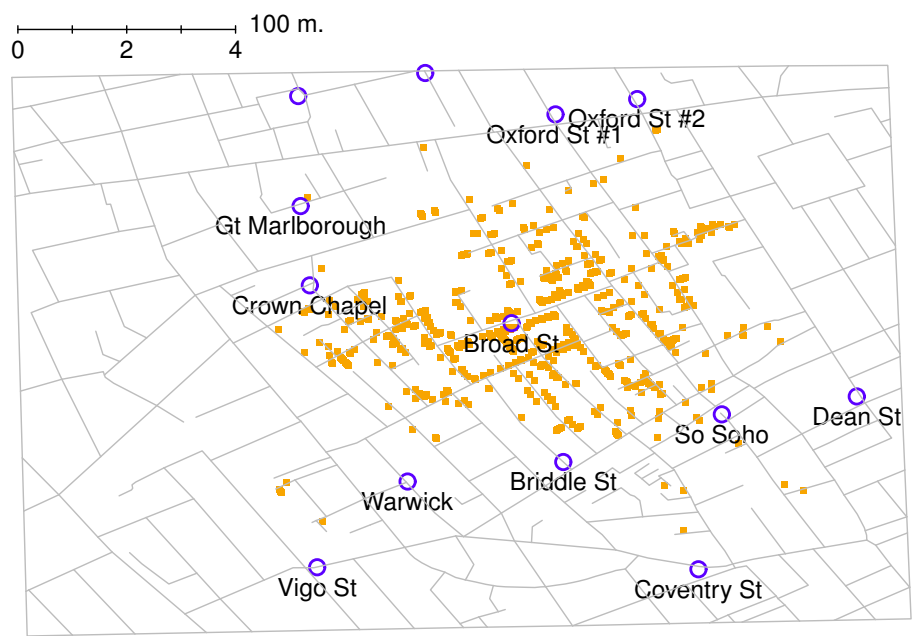 100 m.
0 2 4
Oxford St #2
Oxford St #1
Gt Marlborough
Crown Chapel
Broad St
Dean St
So Soho
Briddle St
Warwick
Vigo St
Coventry St